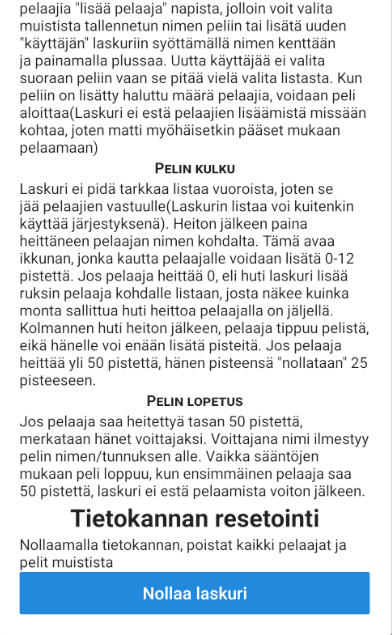 pelaajia "lisää pelaaja" napista, jolloin voit valita
muistista tallennetun nimen peliin tai lisätä uuden
"käyttäjän" laskuriin syöttämällä nimen kenttään
ja painamalla plussaa. Uutta käyttäjää ei valita
suoraan peliin vaan se pitää vielä valita listasta. Kun
peliin on lisätty haluttu määrä pelaajia, voidaan peli
aloittaa(Laskuri ei estä pelaajien lisäämistä missään
kohtaa, joten matti myöhäisetkin pääset mukaan
pelaamaan)
PELIN KULKU
Laskuri ei pidä tarkkaa listaa vuoroista, joten se
jää pelaajien vastuulle(Laskurin listaa voi kuitenkin
käyttää järjestyksenä). Heiton jälkeen paina
heittäneen pelaajan nimen kohdalta. Tämä avaa
ikkunan, jonka kautta pelaajalle voidaan lisätä 0-12
pistettä. Jos pelaaja heittää 0, eli huti laskuri lisää
ruksin pelaaja kohdalle listaan, josta näkee kuinka
monta sallittua huti heittoa pelaajalla on jäljellä.
Kolmannen huti heiton jälkeen, pelaaja tippuu pelistä,
eikä hänelle voi enään lisätä pisteitä. Jos pelaaja
heittää yli 50 pistettä, hänen pisteensä "nollataan" 25
pisteeseen.
PELIN LOPETUS
Jos pelaaja saa heitettyä tasan 50 pistettä,
merkataan hänet voittajaksi. Voittajana nimi ilmestyy
pelin nimen/tunnuksen alle. Vaikka sääntöjen
mukaan peli loppuu, kun ensimmäinen pelaaja saa
50 pistettä, laskuri ei estä pelaamista voiton jälkeen.
Tietokannan resetointi
Nollaamalla tietokannan, poistat kaikki pelaajat ja
pelit muistista
Nollaa laskuri